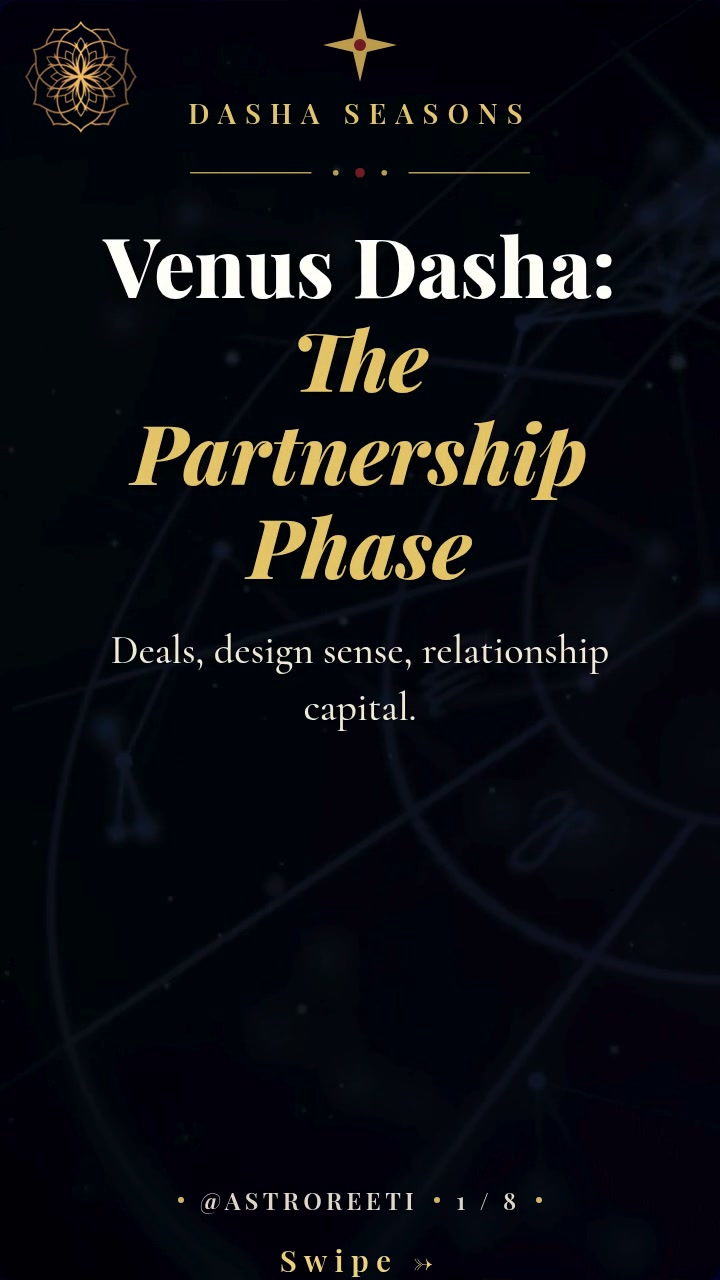 DASHA SEASONS
Venus Dasha:
The
Partnership
Phase
Deals, design sense, relationship
capital.
• @ASTROREETI • 1 / 8 •
Swipe ➳